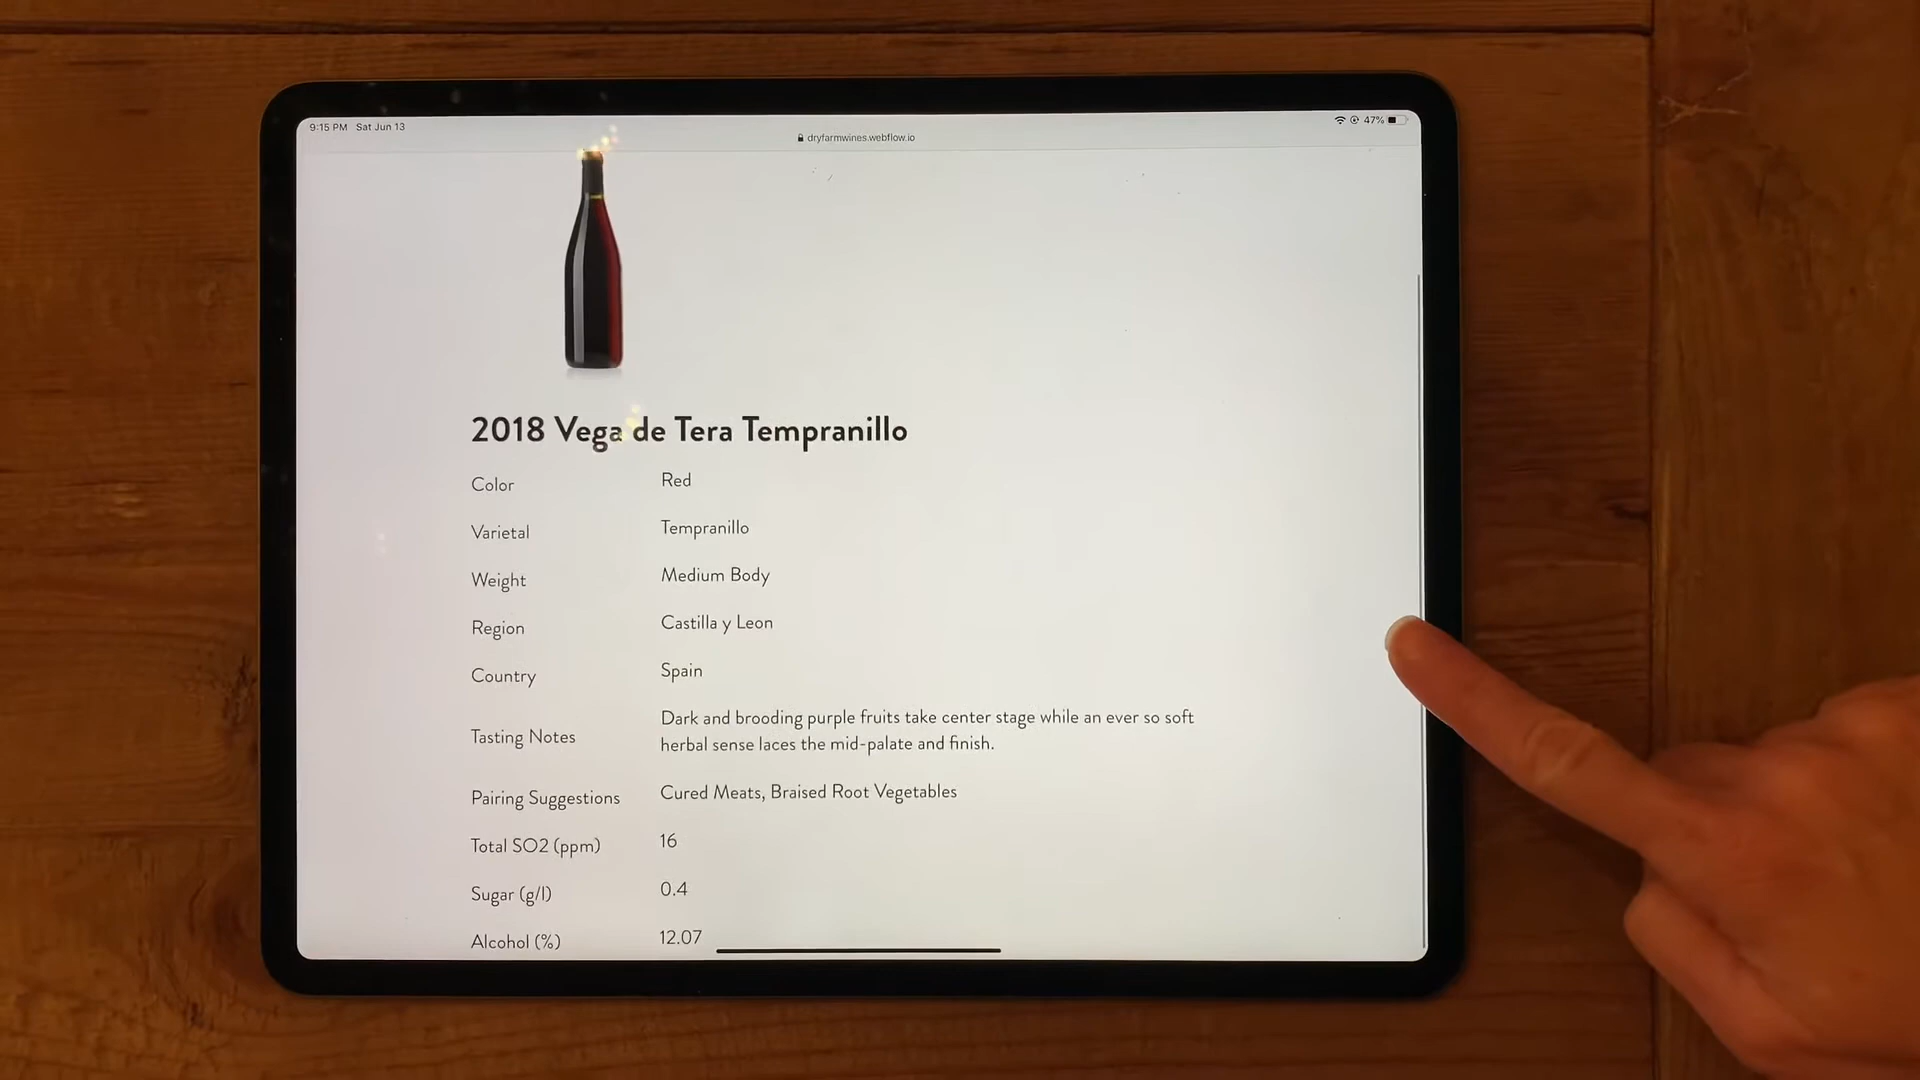 9:15 PM Sat Jun 13
dryfarmwines.webflow.io
47%
2018 Vega de Tera Tempranillo
Color Red
Varietal Tempranillo
Weight Medium Body
Region Castilla y Leon
Country Spain
Tasting Notes Dark and brooding purple fruits take center stage while an ever so soft
herbal sense laces the mid-palate and finish.
Pairing Suggestions Cured Meats, Braised Root Vegetables
Total SO2 (ppm) 16
Sugar (g/l) 0.4
Alcohol (%) 12.07